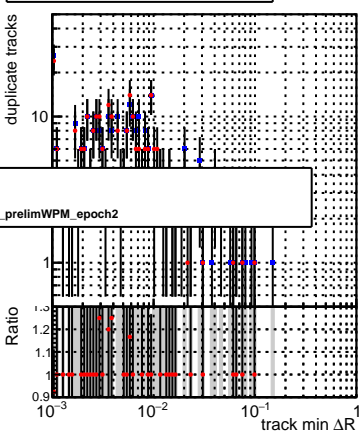 duplicate tracks
10
_prelimWPM_epoch2
1
Ratio
1.3
1.2
1.1
1
0.9
10⁻³
10⁻²
10⁻¹
1
track min ΔR